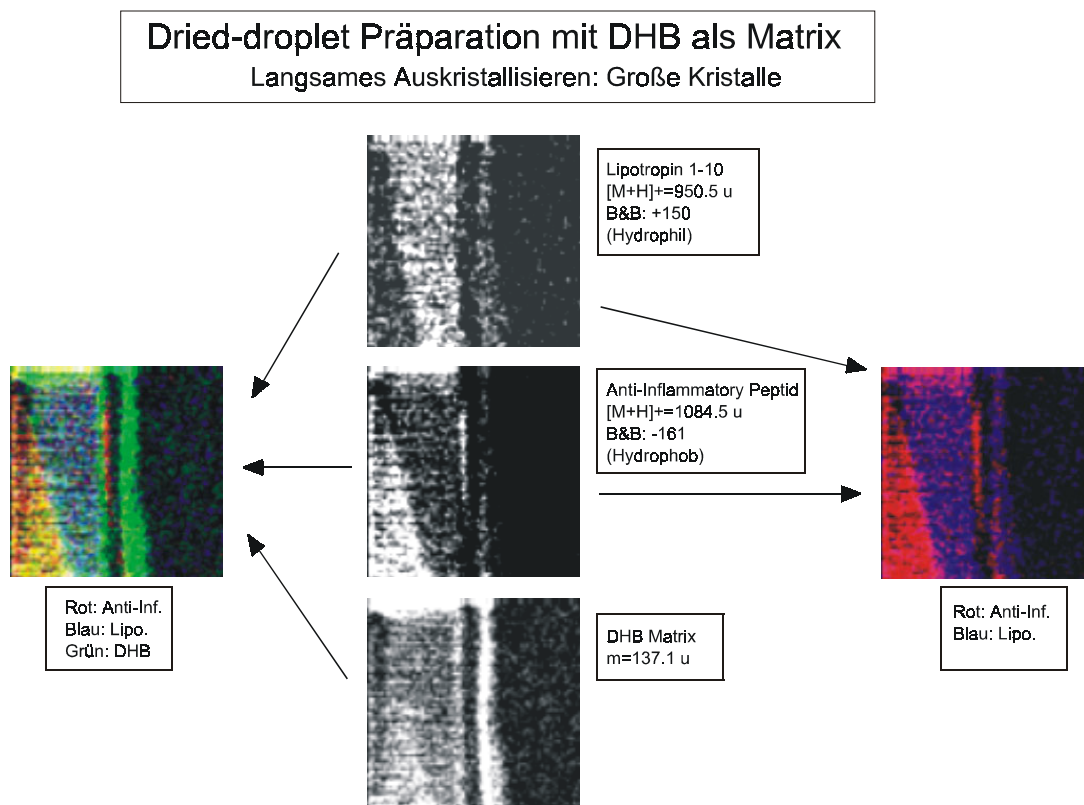 Dried-droplet Präparation mit DHB als Matrix
Langsames Auskristallisieren: Große Kristalle
Lipotropin 1-10
[M+H]+=950.5 u
B&B: +150
(Hydrophil)
Anti-Inflammatory Peptid
[M+H]+=1084.5 u
B&B: -161
(Hydrophob)
Rot: Anti-Inf.
Blau: Lipo.
Grün: DHB
DHB Matrix
m=137.1 u
Rot: Anti-Inf.
Blau: Lipo.